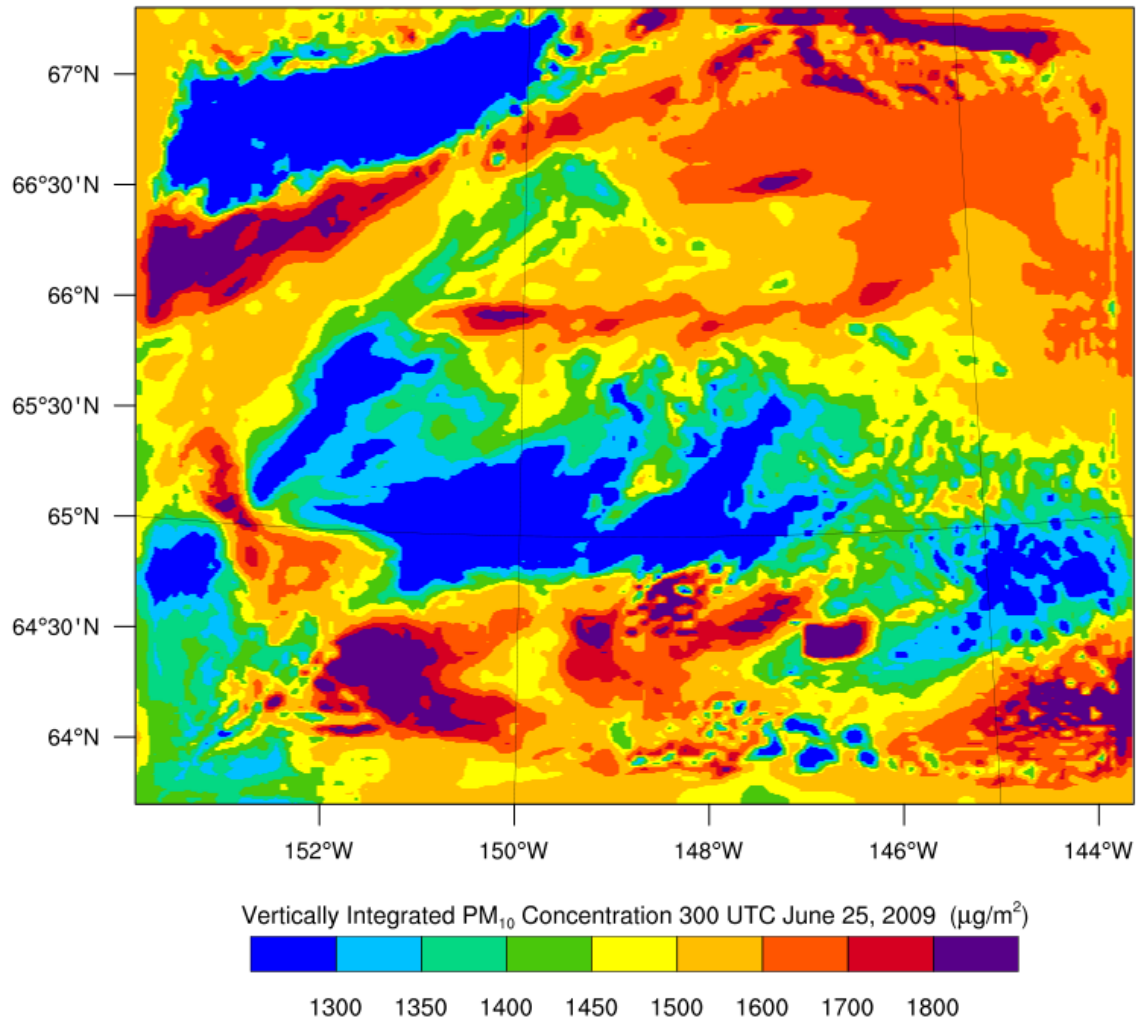 67°N
66°30'N
66°N
65°30'N
65°N
64°30'N
64°N
152°W 150°W 148°W 146°W 144°W
Vertically Integrated PM₁₀ Concentration 300 UTC June 25, 2009 (μg/m²)
1300 1350 1400 1450 1500 1600 1700 1800